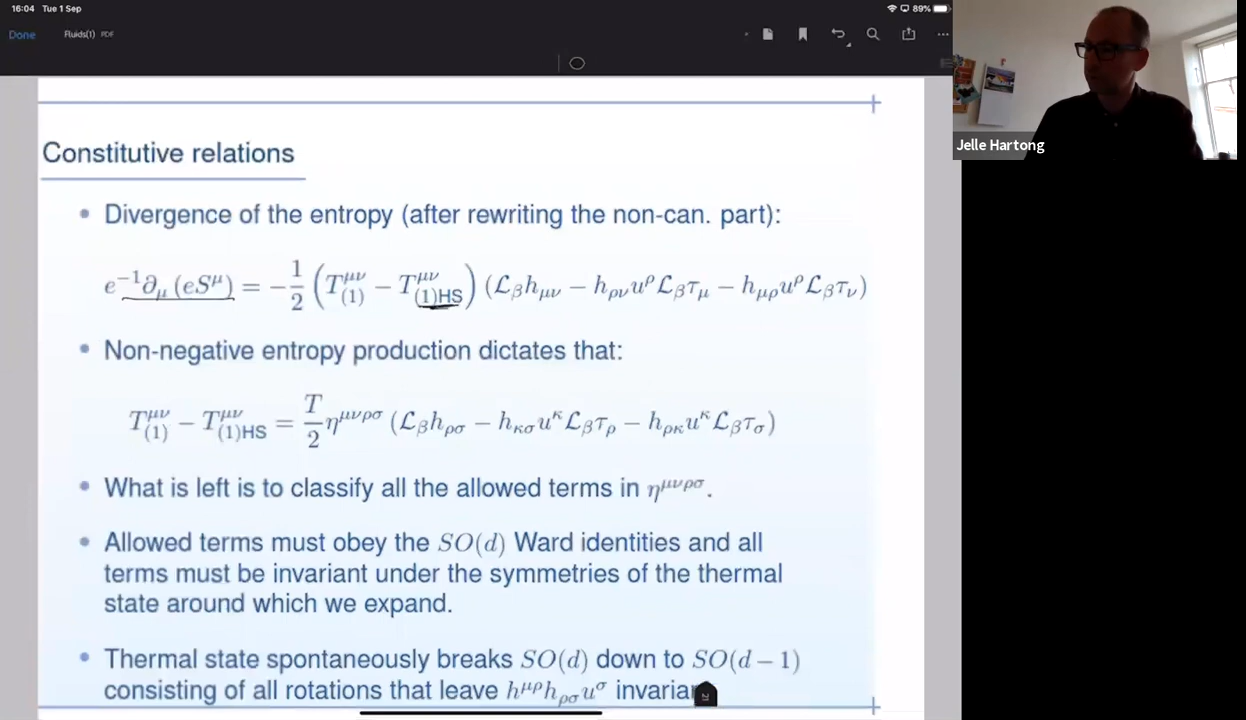 16:04 Tue 1 Sep
89%
Done
Fluids(1) PDF
Jelle Hartong
Constitutive relations
• Divergence of the entropy (after rewriting the non-can. part):
e⁻¹∂_μ (eS^μ) = −\frac{1}{2} (T^{μν}_{(1)} − T^{μν}_{(1)HS}) (ℒ_β h_{μν} − h_{ρν}u^ρ ℒ_β τ_μ − h_{μρ}u^ρ ℒ_β τ_ν)
• Non-negative entropy production dictates that:
T^{μν}_{(1)} − T^{μν}_{(1)HS} = \frac{T}{2} η^{μνρσ} (ℒ_β h_{ρσ} − h_{κσ}u^κ ℒ_β τ_ρ − h_{ρκ}u^κ ℒ_β τ_σ)
• What is left is to classify all the allowed terms in η^{μνρσ}.
• Allowed terms must obey the SO(d) Ward identities and all
terms must be invariant under the symmetries of the thermal
state around which we expand.
• Thermal state spontaneously breaks SO(d) down to SO(d − 1)
consisting of all rotations that leave h^{μρ}h_{ρσ}u^σ